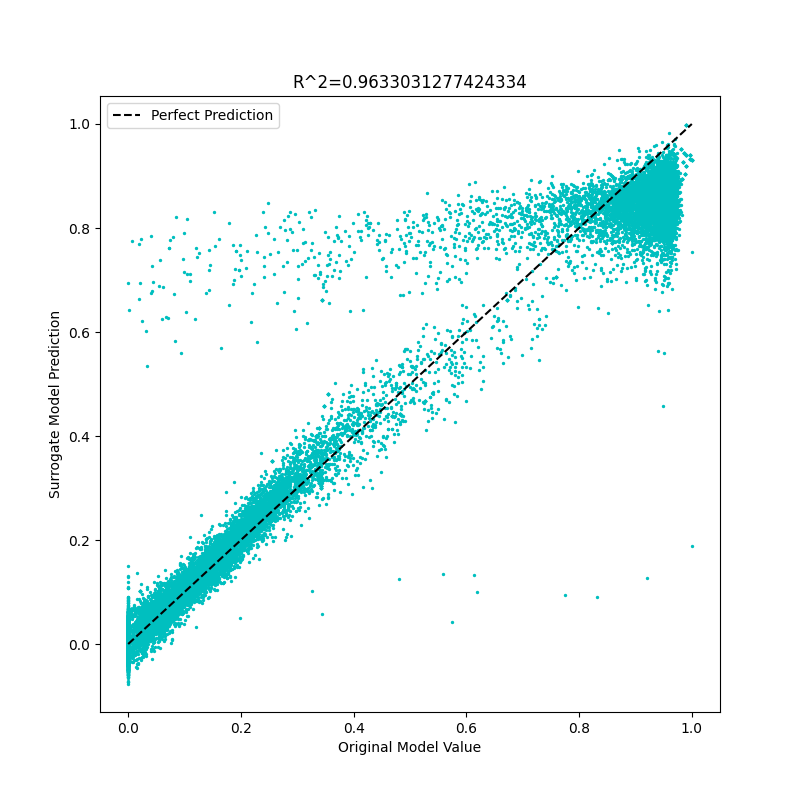 R^2=0.9633031277424334
Perfect Prediction
1.0
0.8
0.6
0.4
0.2
0.0
Surrogate Model Prediction
0.0 0.2 0.4 0.6 0.8 1.0
Original Model Value